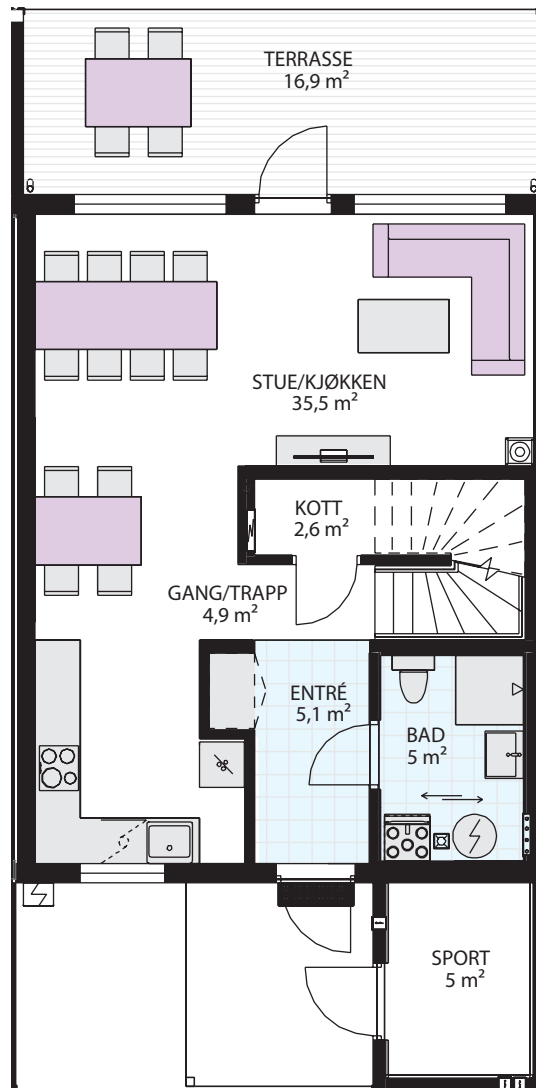 TERRASSE
16,9 m²
STUE/KJØKKEN
35,5 m²
KOTT
2,6 m²
GANG/TRAPP
4,9 m²
ENTRÉ
5,1 m²
BAD
5 m²
SPORT
5 m²